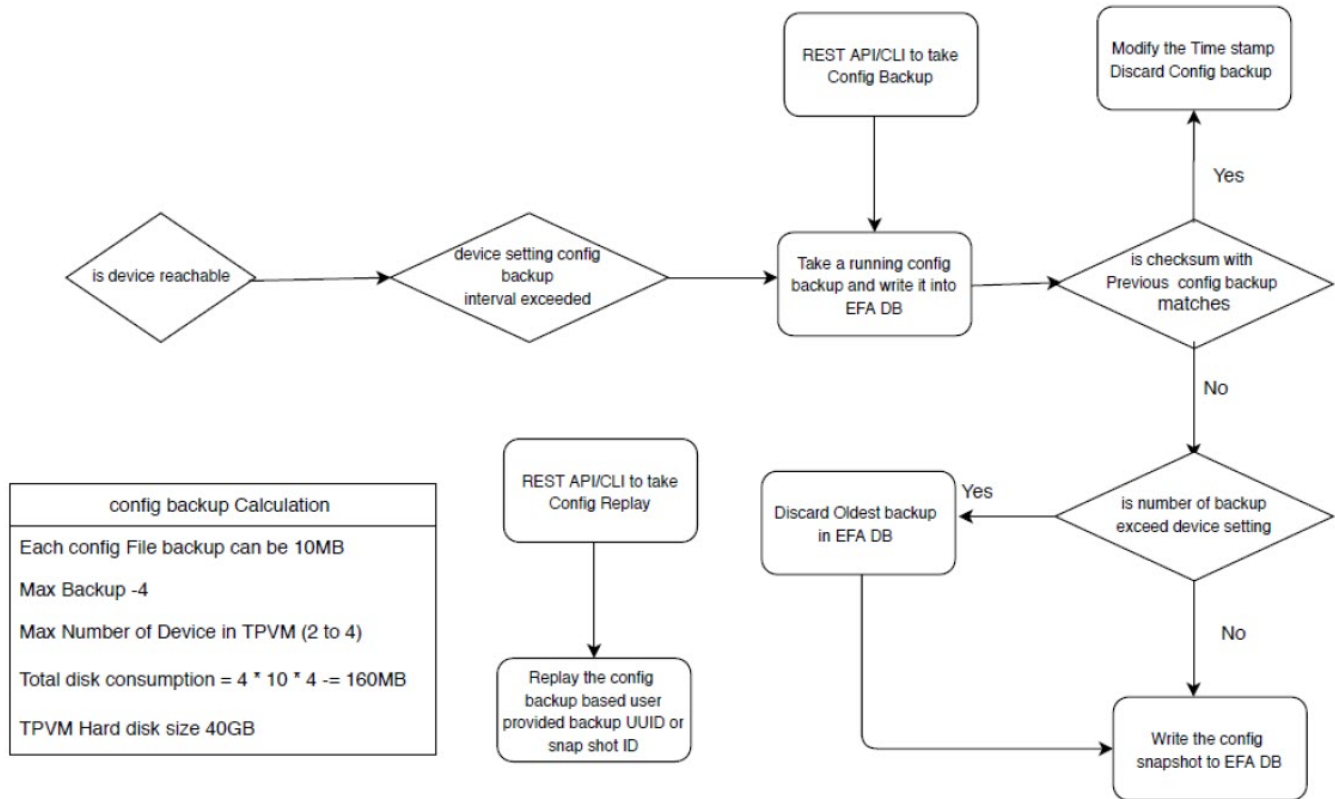 REST API/CLI to take
Config Backup
Modify the Time stamp
Discard Config backup
Yes
is device reachable
device setting config
backup
interval exceeded
Take a running config
backup and write it into
EFA DB
is checksum with
Previous config backup
matches
No
REST API/CLI to take
Config Replay
Discard Oldest backup
in EFA DB
Yes
is number of backup
exceed device setting
No
Replay the config
backup based user
provided backup UUID or
snap shot ID
Write the config
snapshot to EFA DB
config backup Calculation
Each config File backup can be 10MB
Max Backup -4
Max Number of Device in TPVM (2 to 4)
Total disk consumption = 4 * 10 * 4 -= 160MB
TPVM Hard disk size 40GB